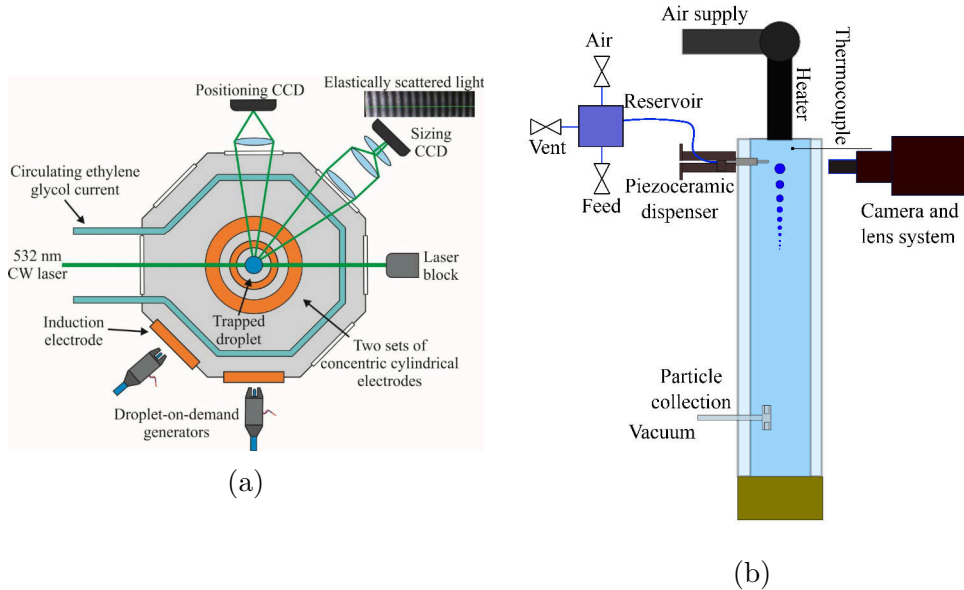 Positioning CCD
Elastically scattered light
Sizing
CCD
Circulating ethylene
glycol current
532 nm
CW laser
Laser
block
Induction
electrode
Trapped
droplet
Two sets of
concentric cylindrical
electrodes
Droplet-on-demand
generators
(a)
Air supply
Air
Heater
Thermocouple
Reservoir
Vent
Feed
Piezoceramic
dispenser
Camera and
lens system
Particle
collection
Vacuum
(b)